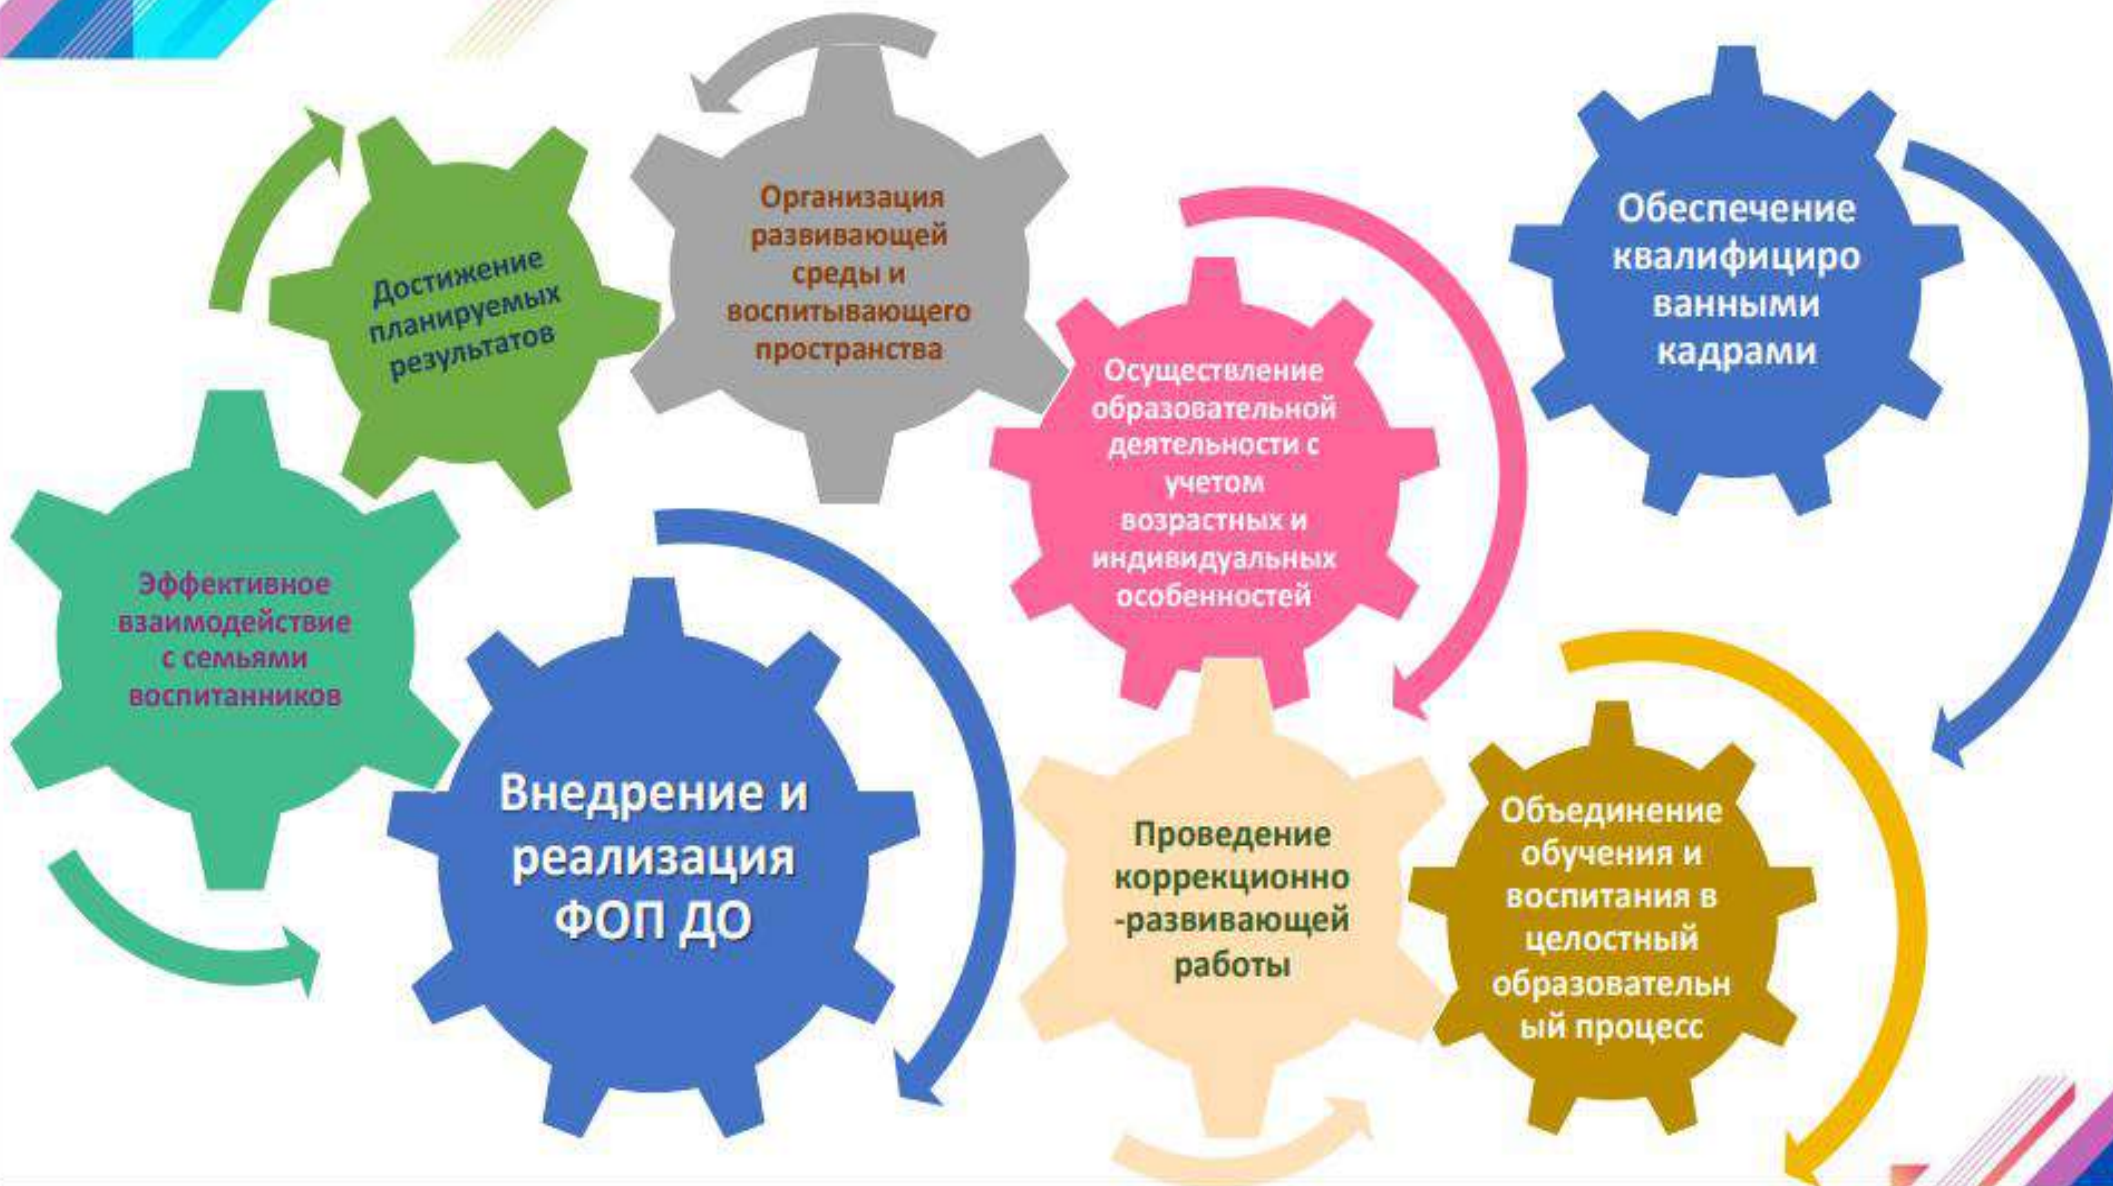 Достижение
планируемых
результатов
Организация
развивающей
среды и
воспитывающего
пространства
Обеспечение
квалифициро
ванными
кадрами
Осуществление
образовательной
деятельности с
учетом
возрастных и
индивидуальных
особенностей
Эффективное
взаимодействие
с семьями
воспитанников
Внедрение и
реализация
ФОП ДО
Проведение
коррекционно
-развивающей
работы
Объединение
обучения и
воспитания в
целостный
образовательн
ый процесс